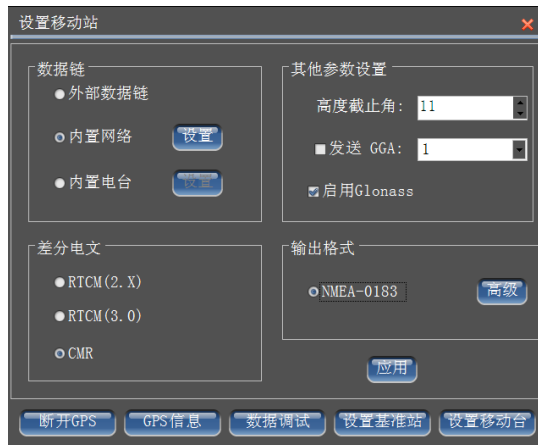 设置移动站
数据链
外部数据链
内置网络
设置
内置电台
设置
其他参数设置
高度截止角: 11
发送 GGA: 1
启用Glonass
差分电文
RTCM(2.X)
RTCM(3.0)
CMR
输出格式
NMEA-0183
高级
应用
断开GPS
GPS信息
数据调试
设置基准站
设置移动台